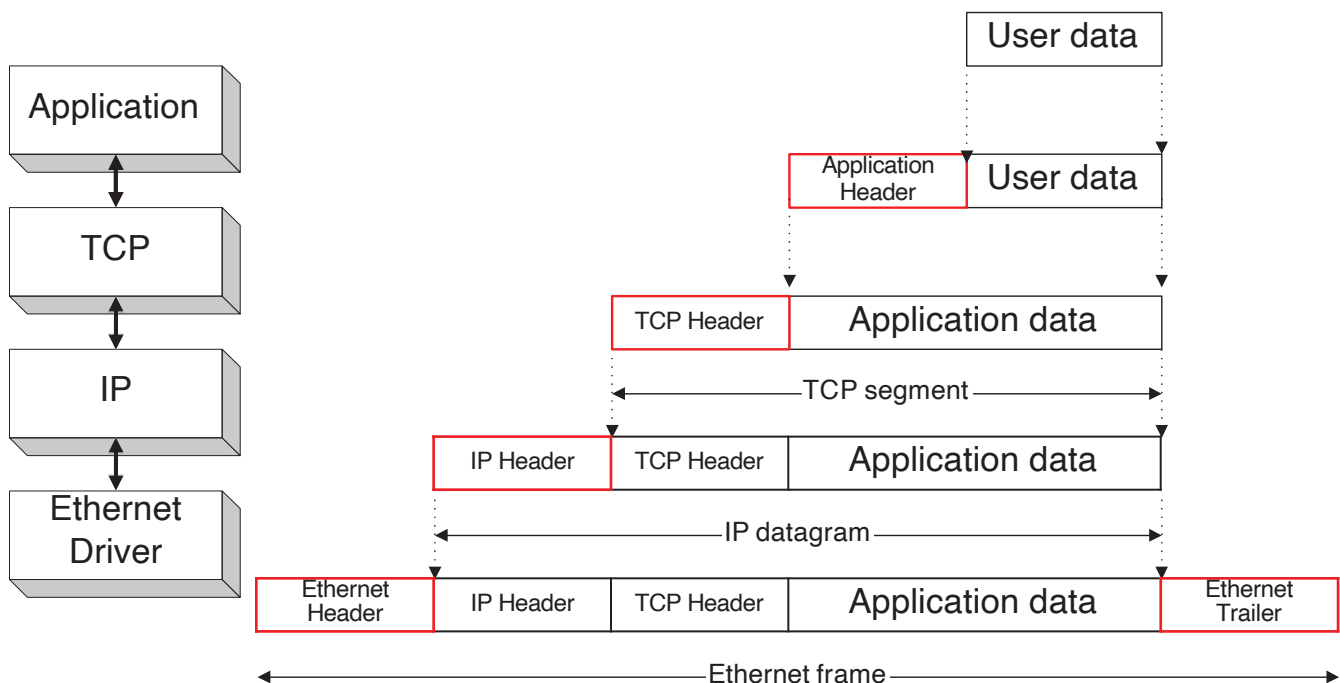 User data
Application
Application
Header
User data
TCP
TCP Header
Application data
TCP segment
IP
IP Header
TCP Header
Application data
IP datagram
Ethernet
Driver
Ethernet
Header
IP Header
TCP Header
Application data
Ethernet
Trailer
Ethernet frame